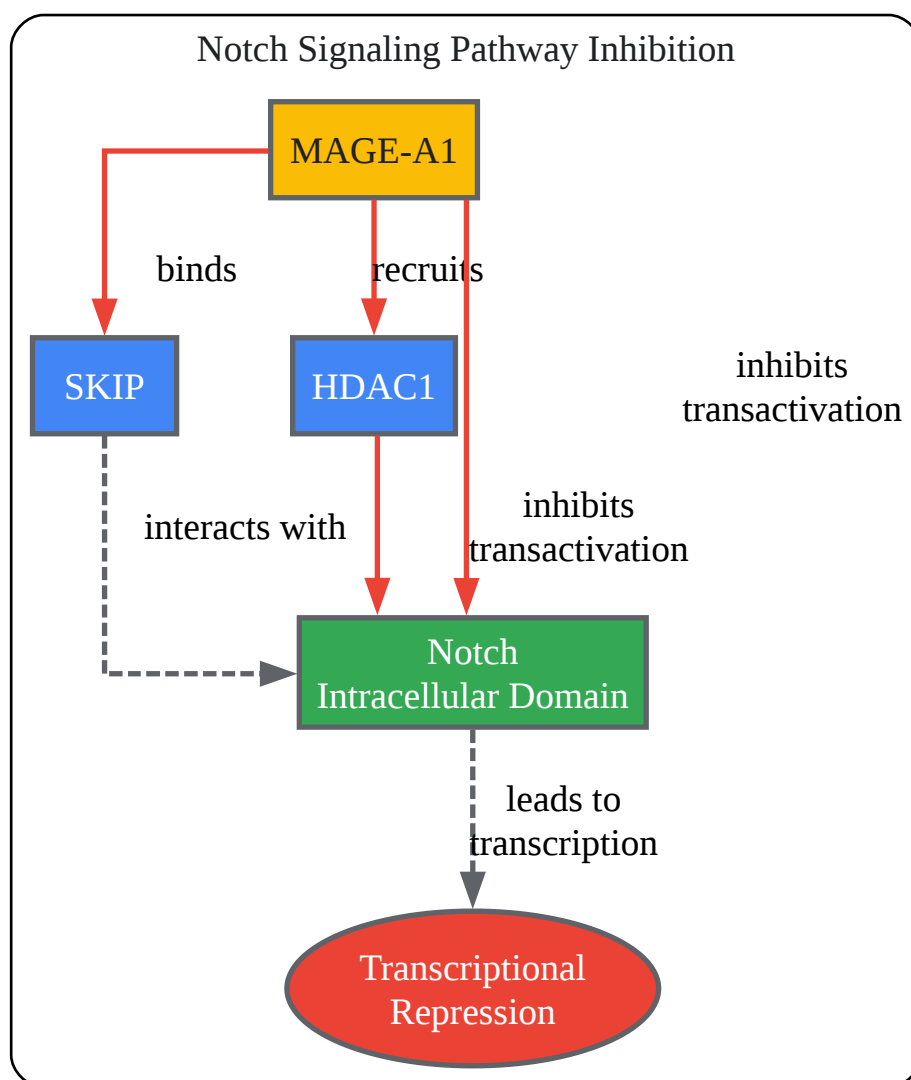 Notch Signaling Pathway Inhibition
MAGE-A1
binds
recruits
SKIP
HDAC1
inhibits
transactivation
interacts with
inhibits
transactivation
Notch
Intracellular Domain
leads to
transcription
Transcriptional
Repression